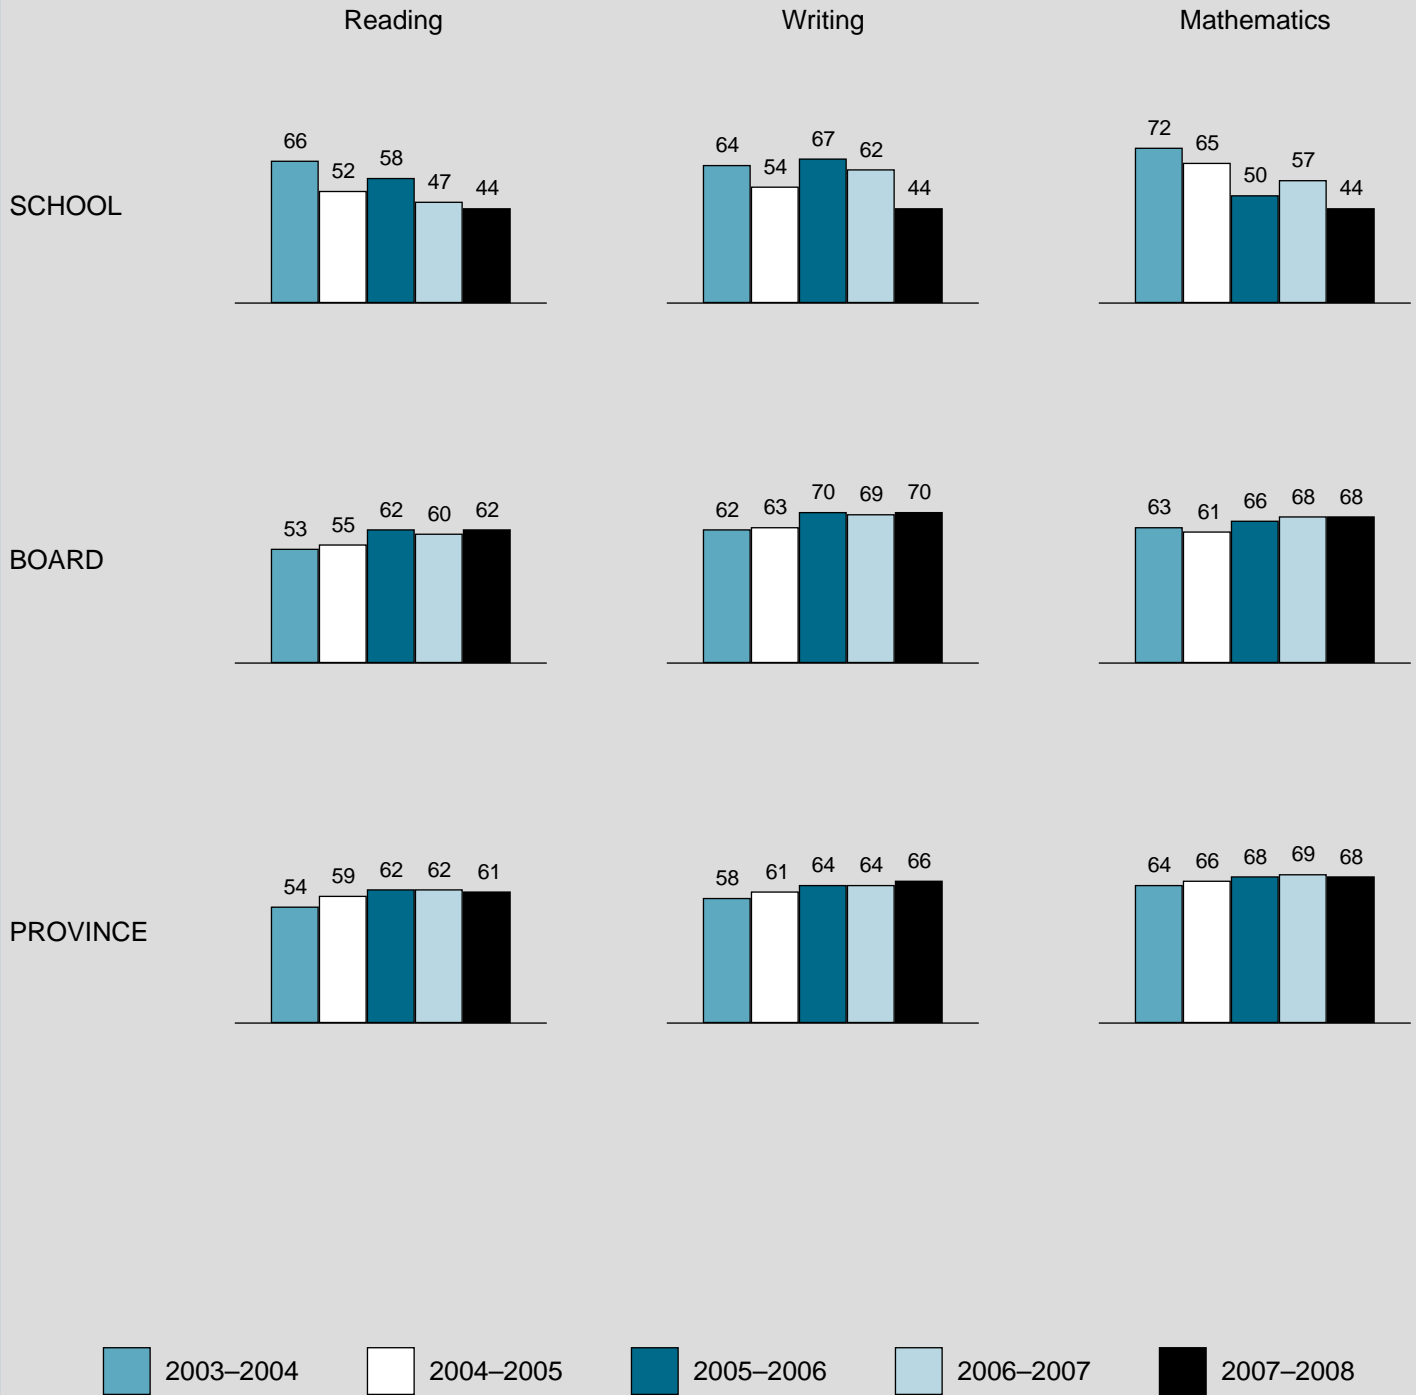 Reading Writing Mathematics
SCHOOL
66 52 58 47 44
64 54 67 62 44
72 65 50 57 44
BOARD
53 55 62 60 62
62 63 70 69 70
63 61 66 68 68
PROVINCE
54 59 62 62 61
58 61 64 64 66
64 66 68 69 68
2003–2004 2004–2005 2005–2006 2006–2007 2007–2008